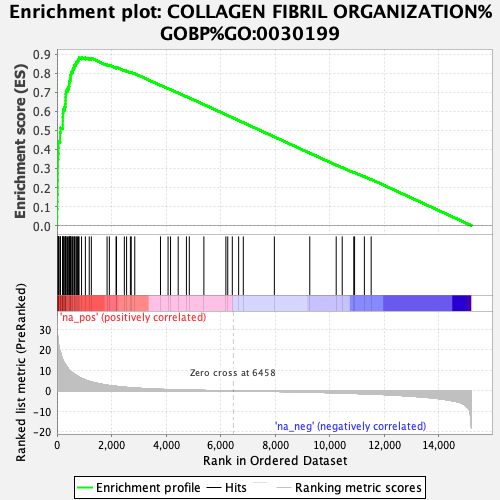 Enrichment plot: COLLAGEN FIBRIL ORGANIZATION%
GOBP%GO:0030199
Enrichment score (ES)
0.9
0.8
0.7
0.6
0.5
0.4
0.3
0.2
0.1
0.0
'na_pos' (positively correlated)
Ranked list metric (PreRanked)
30
20
10
0
-10
-20
Zero cross at 6458
'na_neg' (negatively correlated)
0 2,000 4,000 6,000 8,000 10,000 12,000 14,000
Rank in Ordered Dataset
Enrichment profile Hits Ranking metric scores